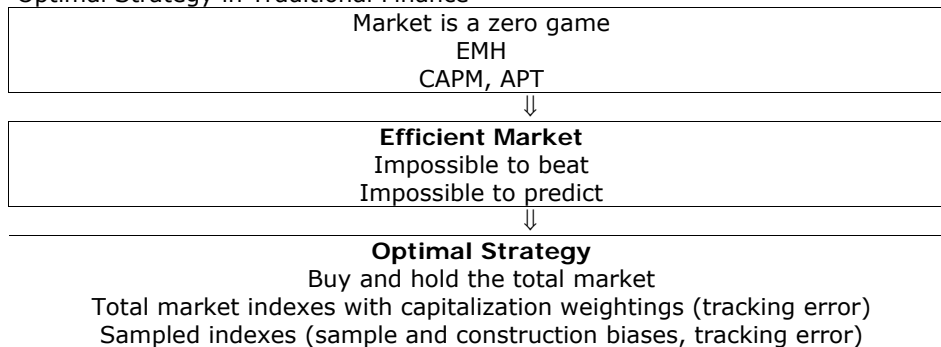 Optimal Strategy in Traditional Finance
Market is a zero game
EMH
CAPM, APT
⇓
Efficient Market
Impossible to beat
Impossible to predict
⇓
Optimal Strategy
Buy and hold the total market
Total market indexes with capitalization weightings (tracking error)
Sampled indexes (sample and construction biases, tracking error)